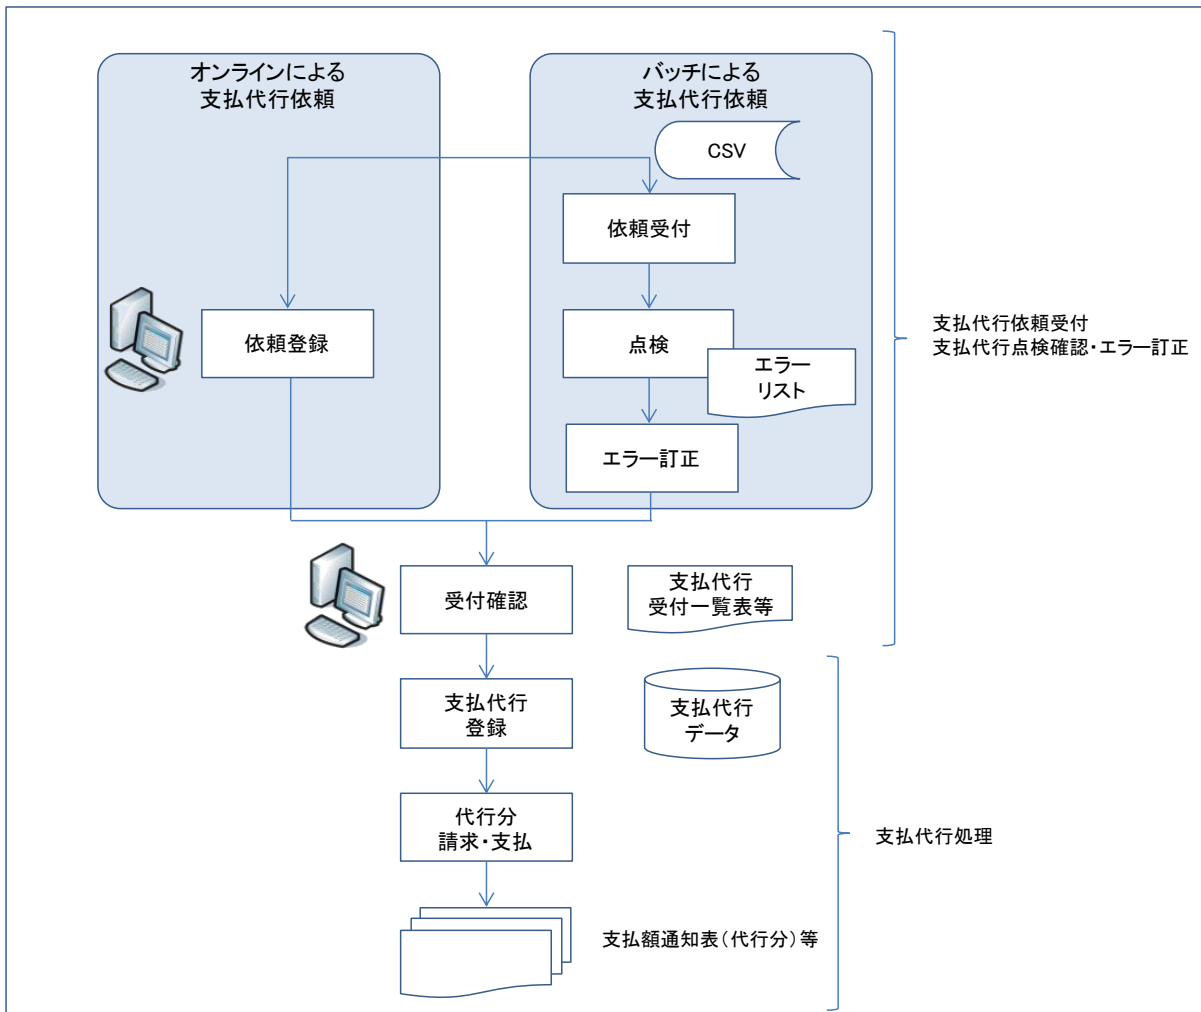 オンラインによる
支払代行依頼
バッチによる
支払代行依頼
CSV
依頼受付
依頼登録
点検
エラー
リスト
エラー訂正
支払代行依頼受付
支払代行点検確認・エラー訂正
受付確認
支払代行
受付一覧表等
支払代行
登録
支払代行
データ
代行分
請求・支払
支払代行処理
支払額通知表（代行分）等